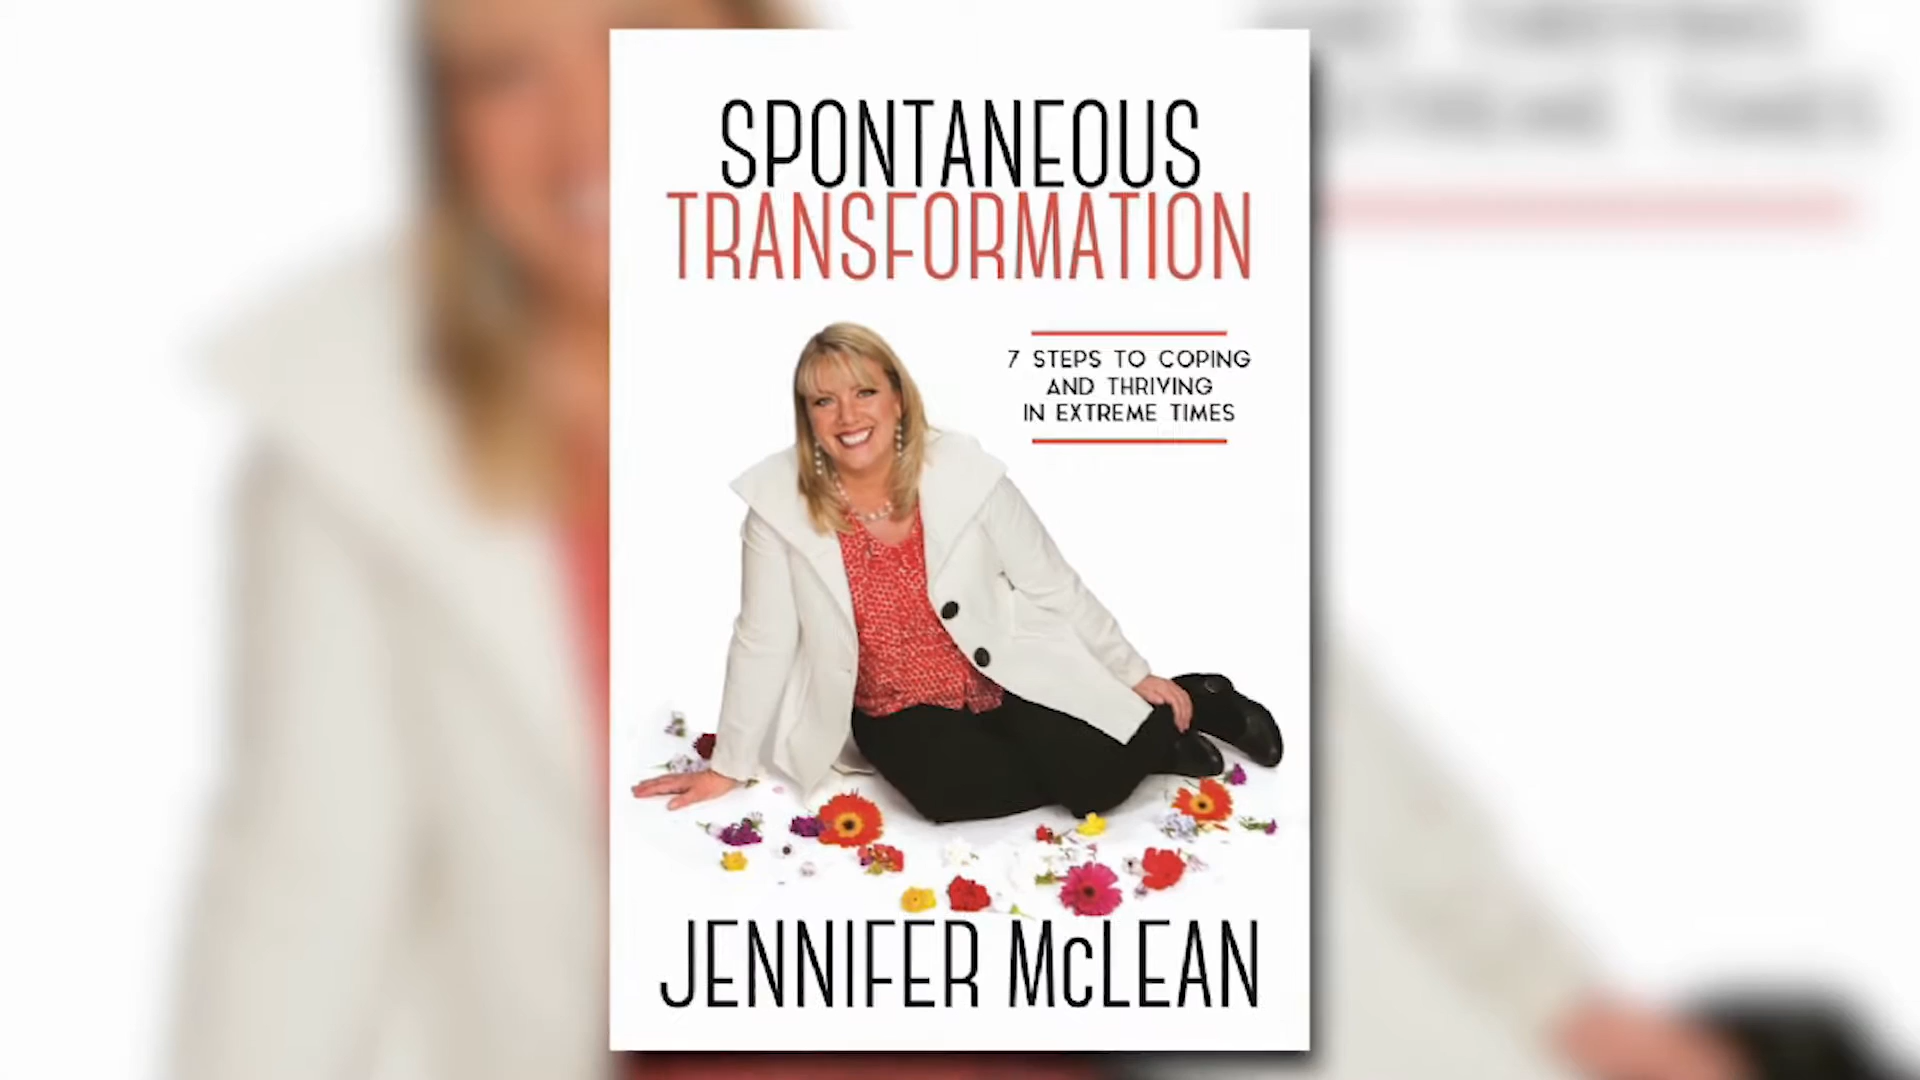 SPONTANEOUS
TRANSFORMATION
7 STEPS TO COPING
AND THRIVING
IN EXTREME TIMES
JENNIFER McLEAN